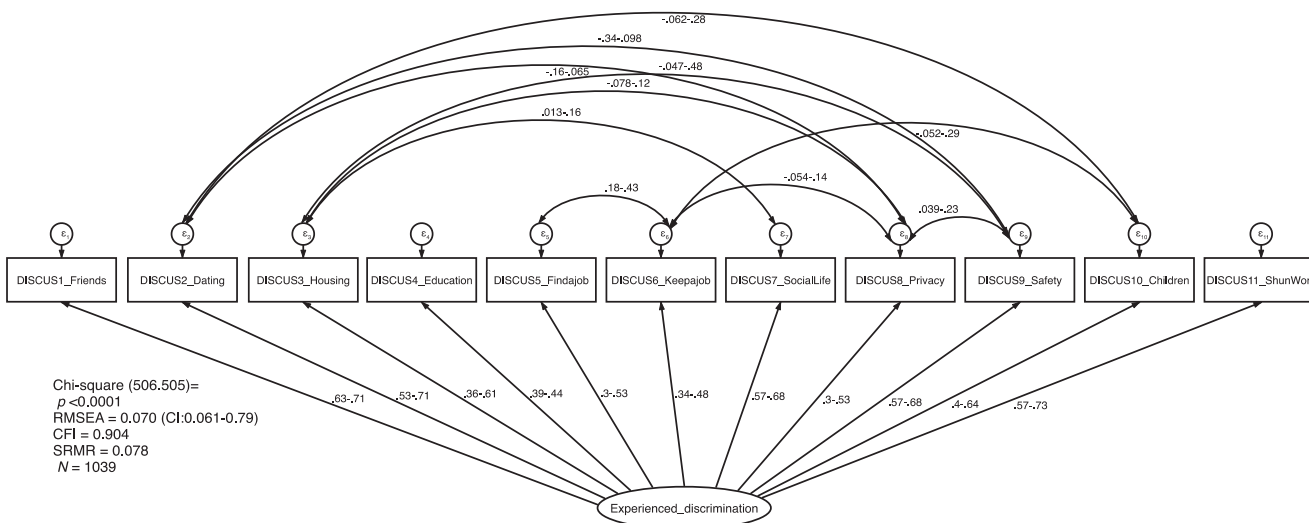 -.062-.28
-.34-.098
-.047-.48
-.16-.065
-.078-.12
.013-.16
-.052-.29
-.054-.14
.18-.43
.039-.23
ε1 ε2 ε3 ε4 ε5 ε6 ε7 ε8 ε9 ε10 ε11
DISCUS1_Friends DISCUS2_Dating DISCUS3_Housing DISCUS4_Education DISCUS5_Findajob DISCUS6_Keepajob DISCUS7_SocialLife DISCUS8_Privacy DISCUS9_Safety DISCUS10_Children DISCUS11_ShunWor
.63-.71 .53-.71 .36-.61 .39-.44 .3-.53 .34-.48 .57-.68 .3-.53 .57-.68 .4-.64 .57-.73
Chi-square (506.505)=
p <0.0001
RMSEA = 0.070 (CI:0.061-0.79)
CFI = 0.904
SRMR = 0.078
N = 1039
Experienced_discrimination